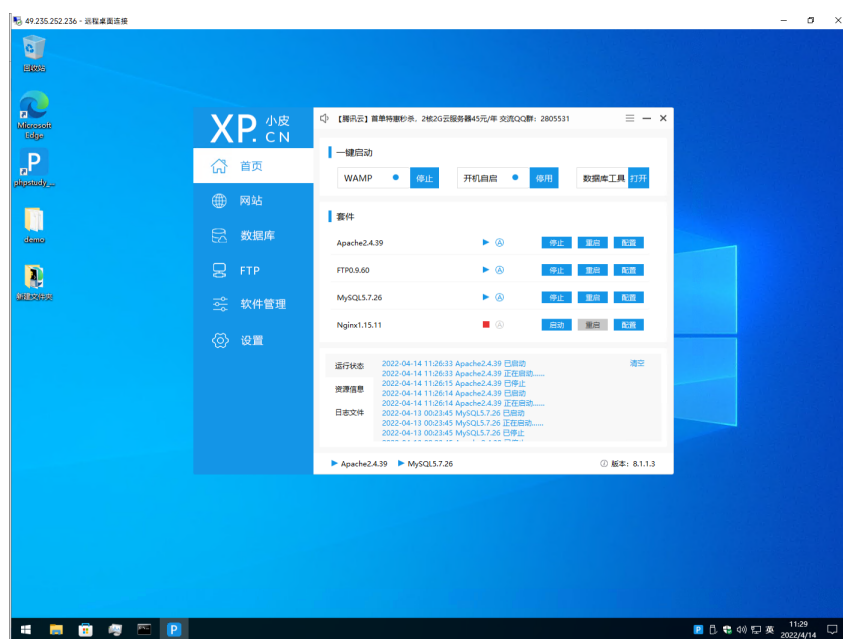 49.235.252.236 - 远程桌面连接
回收站
Microsoft Edge
phpstudy_...
demo
新建文件夹
XP.CN 小皮
【腾讯云】首单特惠秒杀，2核2G云服务器45元/年 交流QQ群：2805531
首页
网站
数据库
FTP
软件管理
设置
一键启动
WAMP 停止 开机自启 停用 数据库工具 打开
套件
Apache2.4.39 停止 重启 配置
FTP0.9.60 停止 重启 配置
MySQL5.7.26 停止 重启 配置
Nginx1.15.11 启动 重启 配置
运行状态
资源信息
日志文件
清空
2022-04-14 11:26:33 Apache2.4.39 已启动
2022-04-14 11:26:33 Apache2.4.39 正在启动......
2022-04-14 11:26:15 Apache2.4.39 已停止
2022-04-14 11:26:14 Apache2.4.39 已启动
2022-04-14 11:26:14 Apache2.4.39 正在启动......
2022-04-13 00:23:45 MySQL5.7.26 已启动
2022-04-13 00:23:45 MySQL5.7.26 正在启动......
2022-04-13 00:23:45 MySQL5.7.26 已停止
Apache2.4.39 MySQL5.7.26 版本：8.1.1.3
英
11:29
2022/4/14